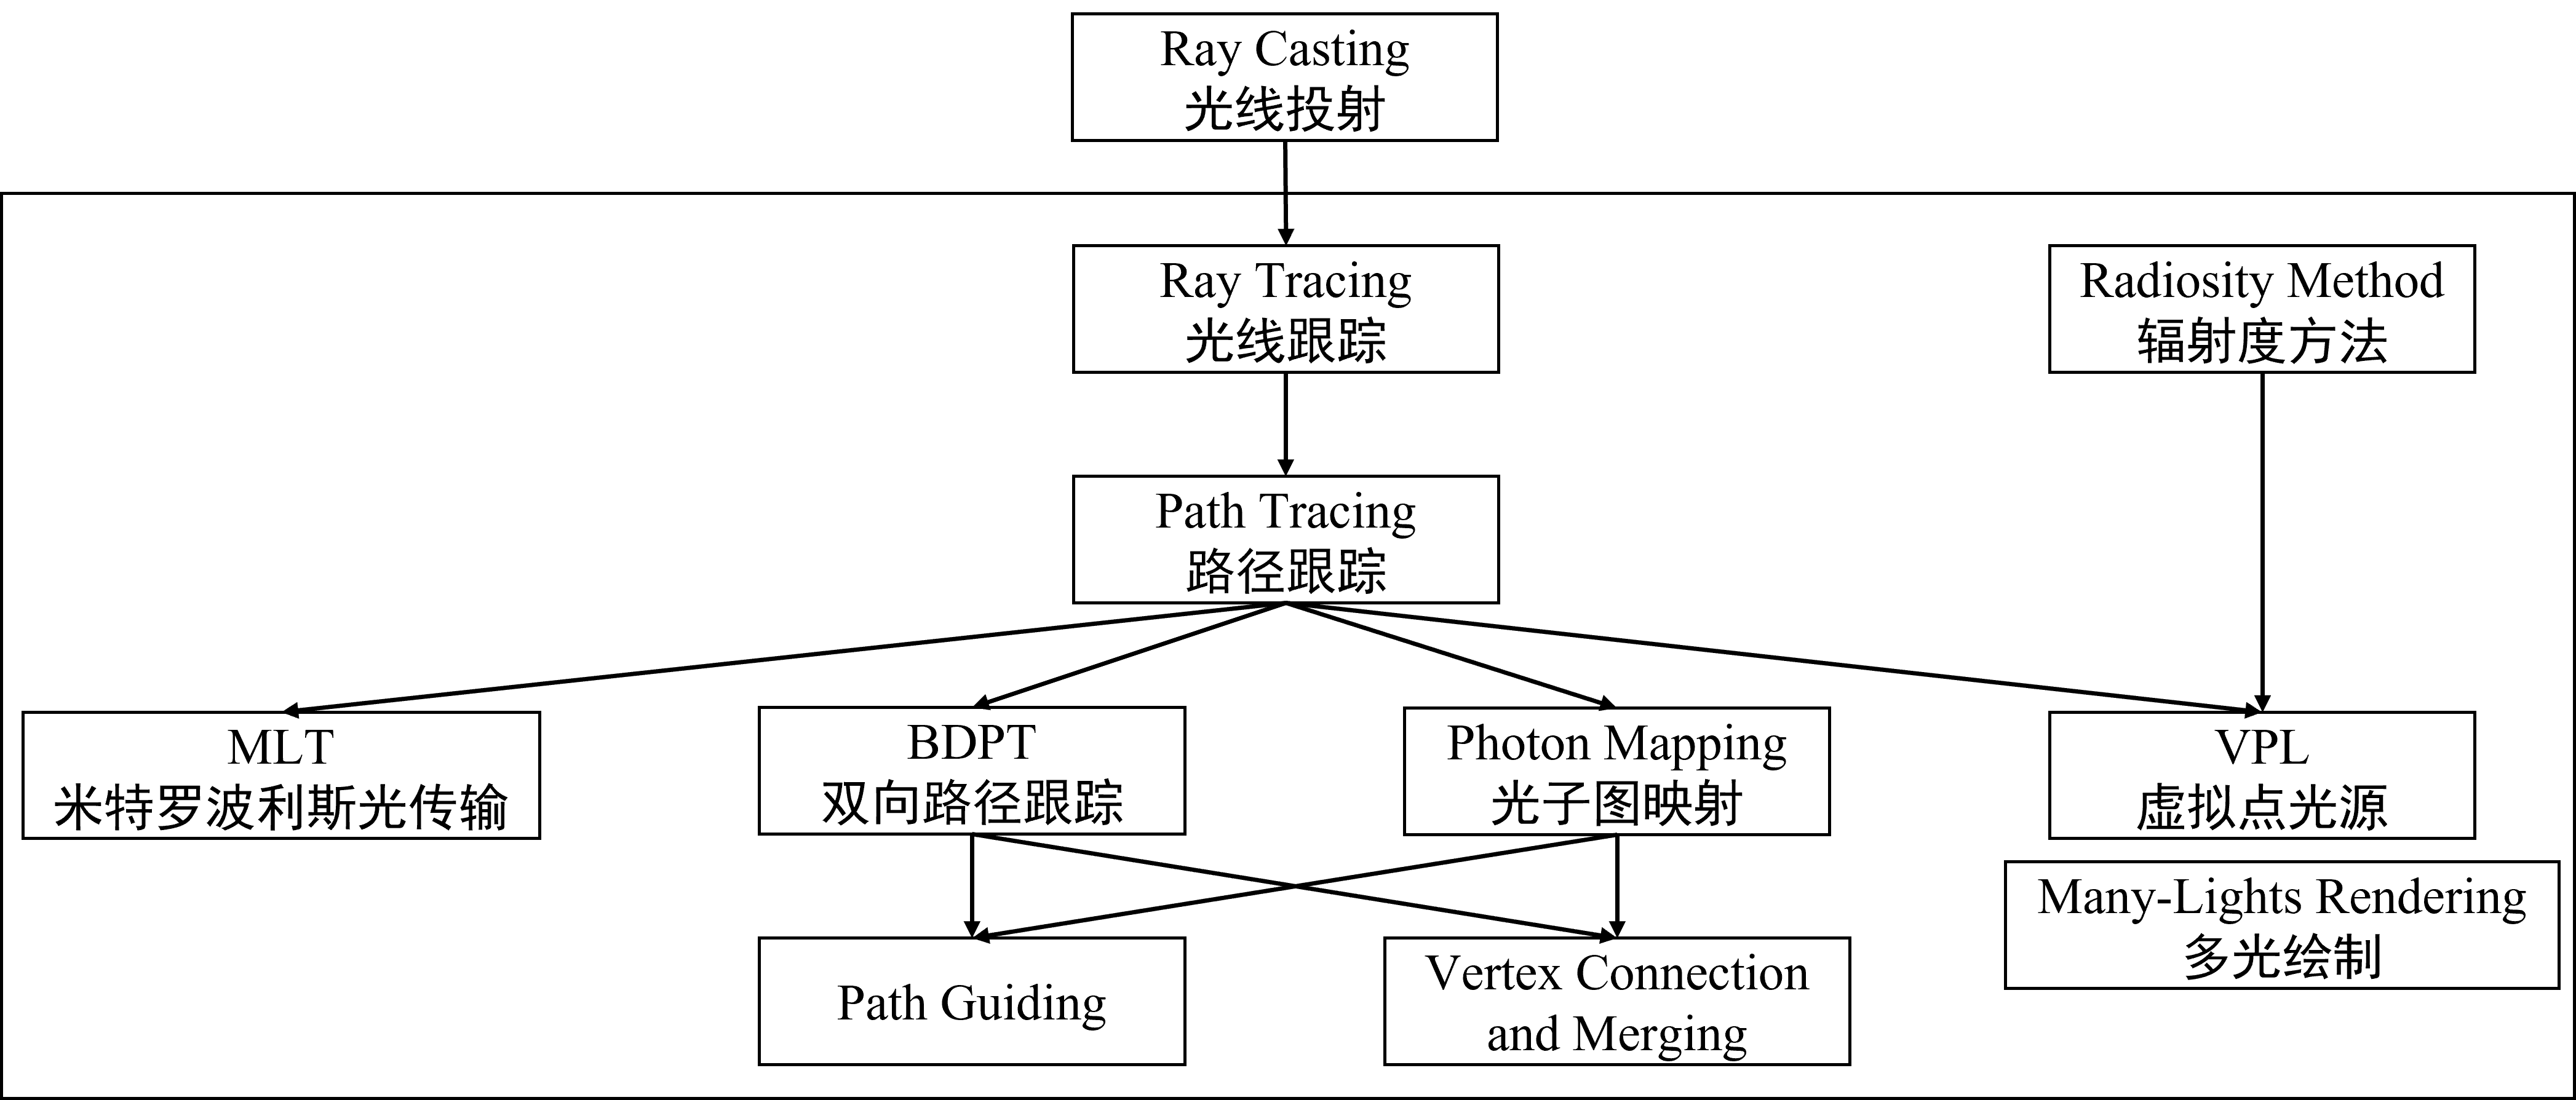 Ray Casting
光线投射
Ray Tracing
光线跟踪
Radiosity Method
辐射度方法
Path Tracing
路径跟踪
MLT
米特罗波利斯光传输
BDPT
双向路径跟踪
Photon Mapping
光子图映射
VPL
虚拟点光源
Many-Lights Rendering
多光绘制
Path Guiding
Vertex Connection
and Merging